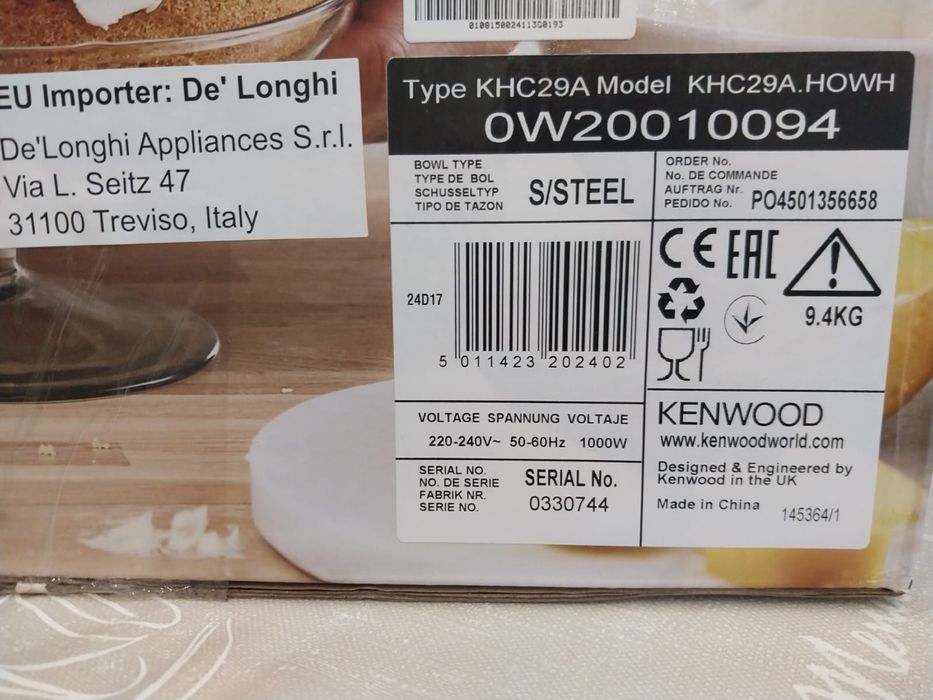 01081500241130193
EU Importer: De' Longhi
De'Longhi Appliances S.r.l.
Via L. Seitz 47
31100 Treviso, Italy
Type KHC29A Model KHC29A.HOWH
0W20010094
BOWL TYPE
TYPE DE BOL
SCHUSSELTYP
TIPO DE TAZON
S/STEEL
ORDER No.
No. DE COMMANDE
AUFTRAG Nr.
PEDIDO No.
PO4501356658
24D17
5 011423 202402
CE EAC
9.4KG
VOLTAGE SPANNUNG VOLTAJE
220-240V~ 50-60Hz 1000W
SERIAL NO.
NO. DE SERIE
FABRIK NR.
SERIE NO.
SERIAL No.
0330744
KENWOOD
www.kenwoodworld.com
Designed & Engineered by
Kenwood in the UK
Made in China
145364/1